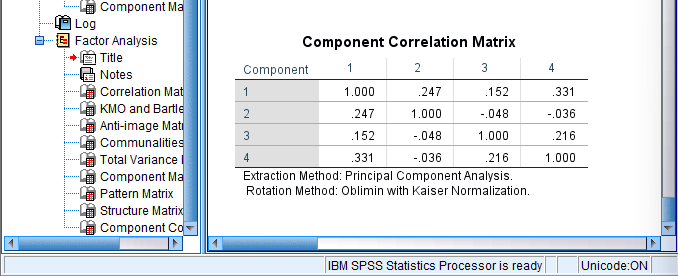 Component Ma
Log
Factor Analysis
Title
Notes
Correlation Mat
KMO and Bartle
Anti-image Mat
Communalities
Total Variance
Component Ma
Pattern Matrix
Structure Matrix
Component Co
Component Correlation Matrix
Component 1 2 3 4
1 1.000 .247 .152 .331
2 .247 1.000 -.048 -.036
3 .152 -.048 1.000 .216
4 .331 -.036 .216 1.000
Extraction Method: Principal Component Analysis.
Rotation Method: Oblimin with Kaiser Normalization.
IBM SPSS Statistics Processor is ready
Unicode:ON